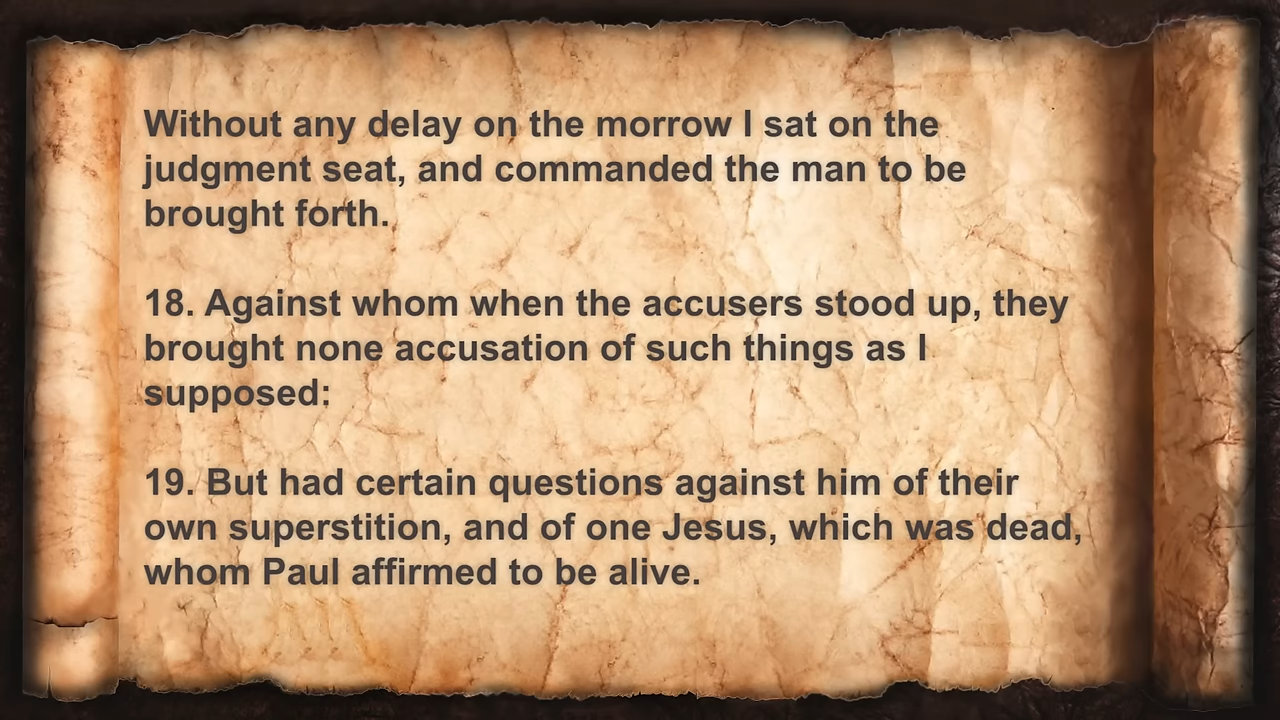 Without any delay on the morrow I sat on the
judgment seat, and commanded the man to be
brought forth.
18. Against whom when the accusers stood up, they
brought none accusation of such things as I
supposed:
19. But had certain questions against him of their
own superstition, and of one Jesus, which was dead,
whom Paul affirmed to be alive.